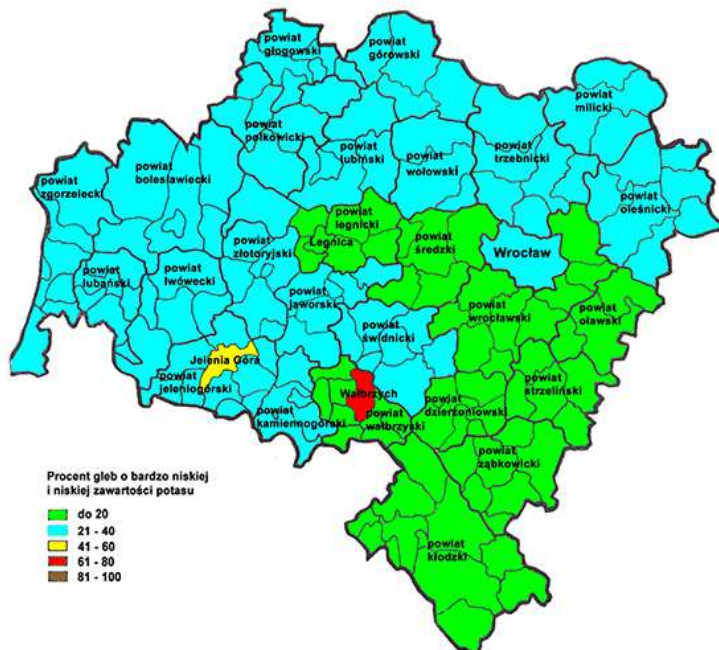 powiat
głogowski
powiat
górowski
powiat
milicki
powiat
polkowicki
powiat
lubiński
powiat
wołowski
powiat
trzebnicki
powiat
zgorzelecki
powiat
bolesławiecki
powiat
oleśnicki
powiat
legnicki
Legnica
powiat
średzki
Wrocław
powiat
złotoryjski
powiat
lubański
powiat
lwówecki
powiat
jaworski
powiat
wrocławski
powiat
oławski
powiat
świdnicki
Jelenia Góra
powiat
jeleniogórski
powiat
strzeliński
Wałbrzych
powiat
kamiennogórski
powiat
wałbrzyski
powiat
dzierżoniowski
powiat
ząbkowicki
powiat
kłodzki
Procent gleb o bardzo niskiej
i niskiej zawartości potasu
do 20
21 - 40
41 - 60
61 - 80
81 - 100